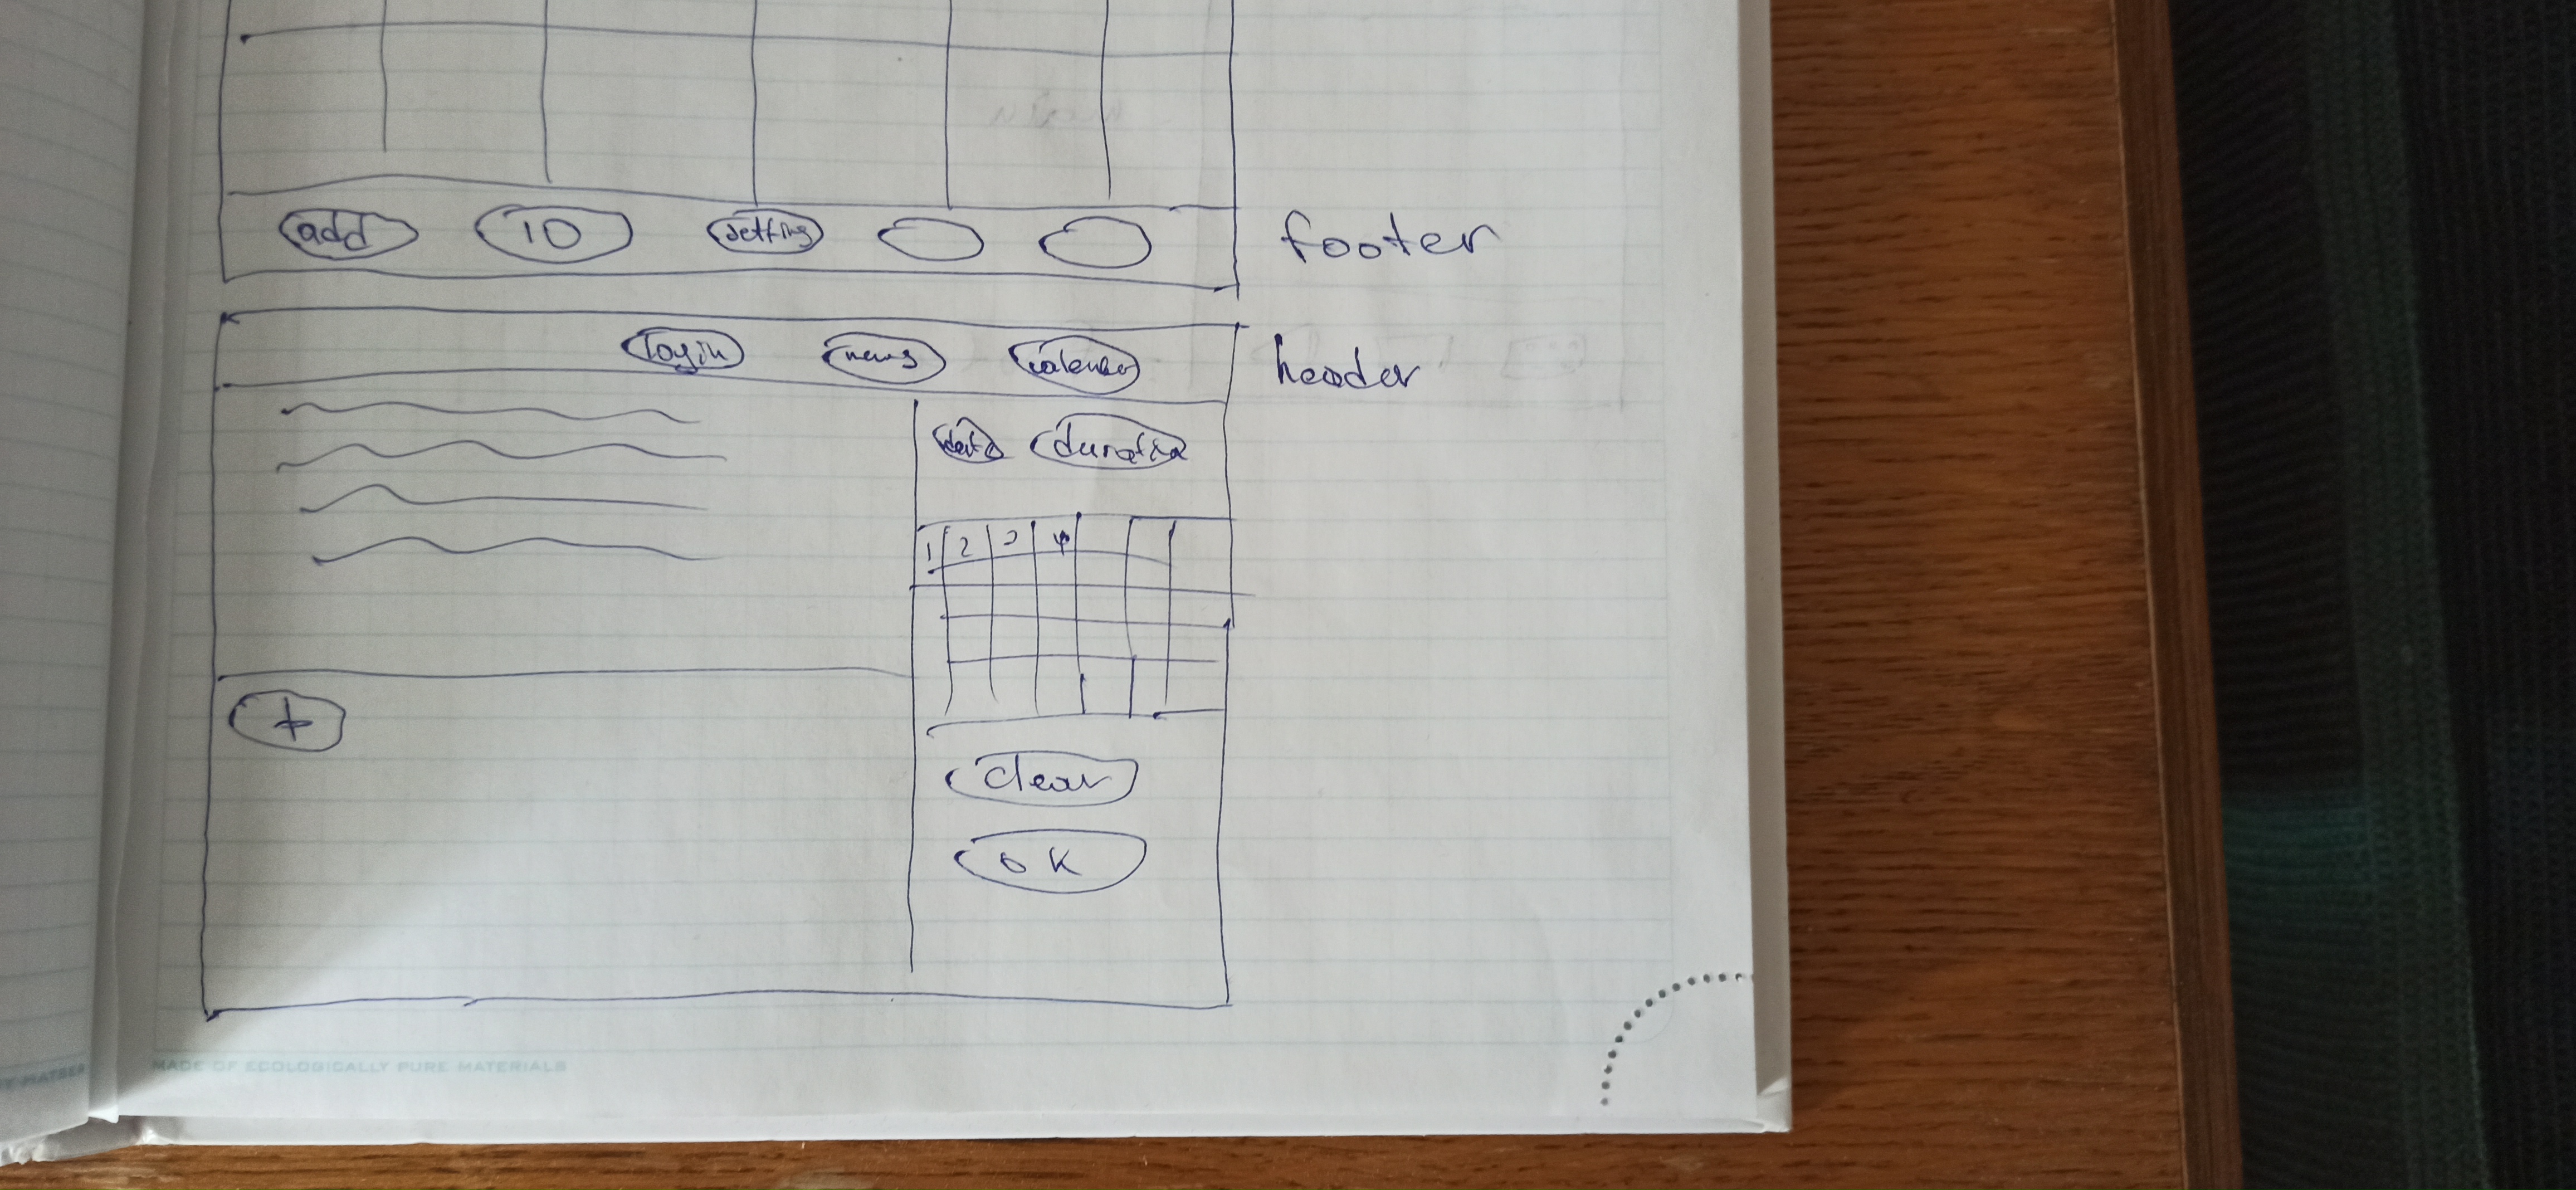 add 10 setting
footer
login news calendar
header
date duration
1 2 3 4
+
clear
OK
MADE OF ECOLOGICALLY PURE MATERIALS